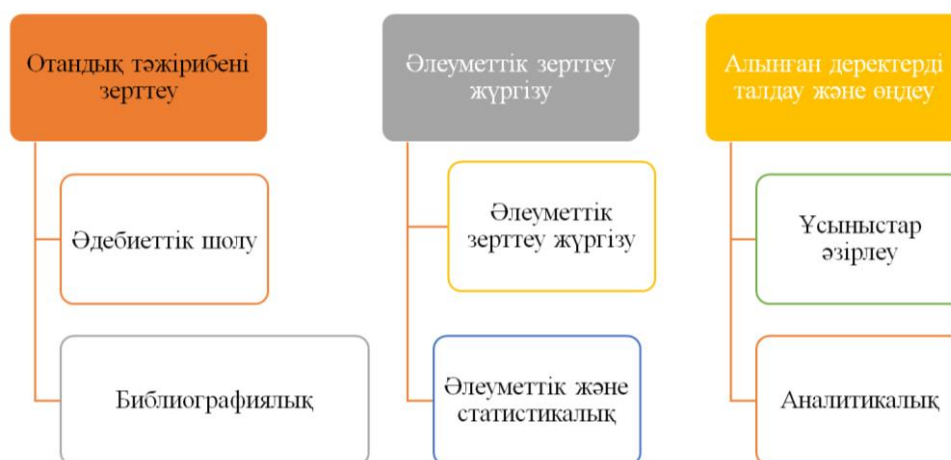 Отандық тәжірибені
зерттеу
Әдебиеттік шолу
Библиографиялық
Әлеуметтік зерттеу
жүргізу
Әлеуметтік
зерттеу жүргізу
Әлеуметтік және
статистикалық
Алынған деректерді
талдау және өңдеу
Ұсыныстар
әзірлеу
Аналитикалық